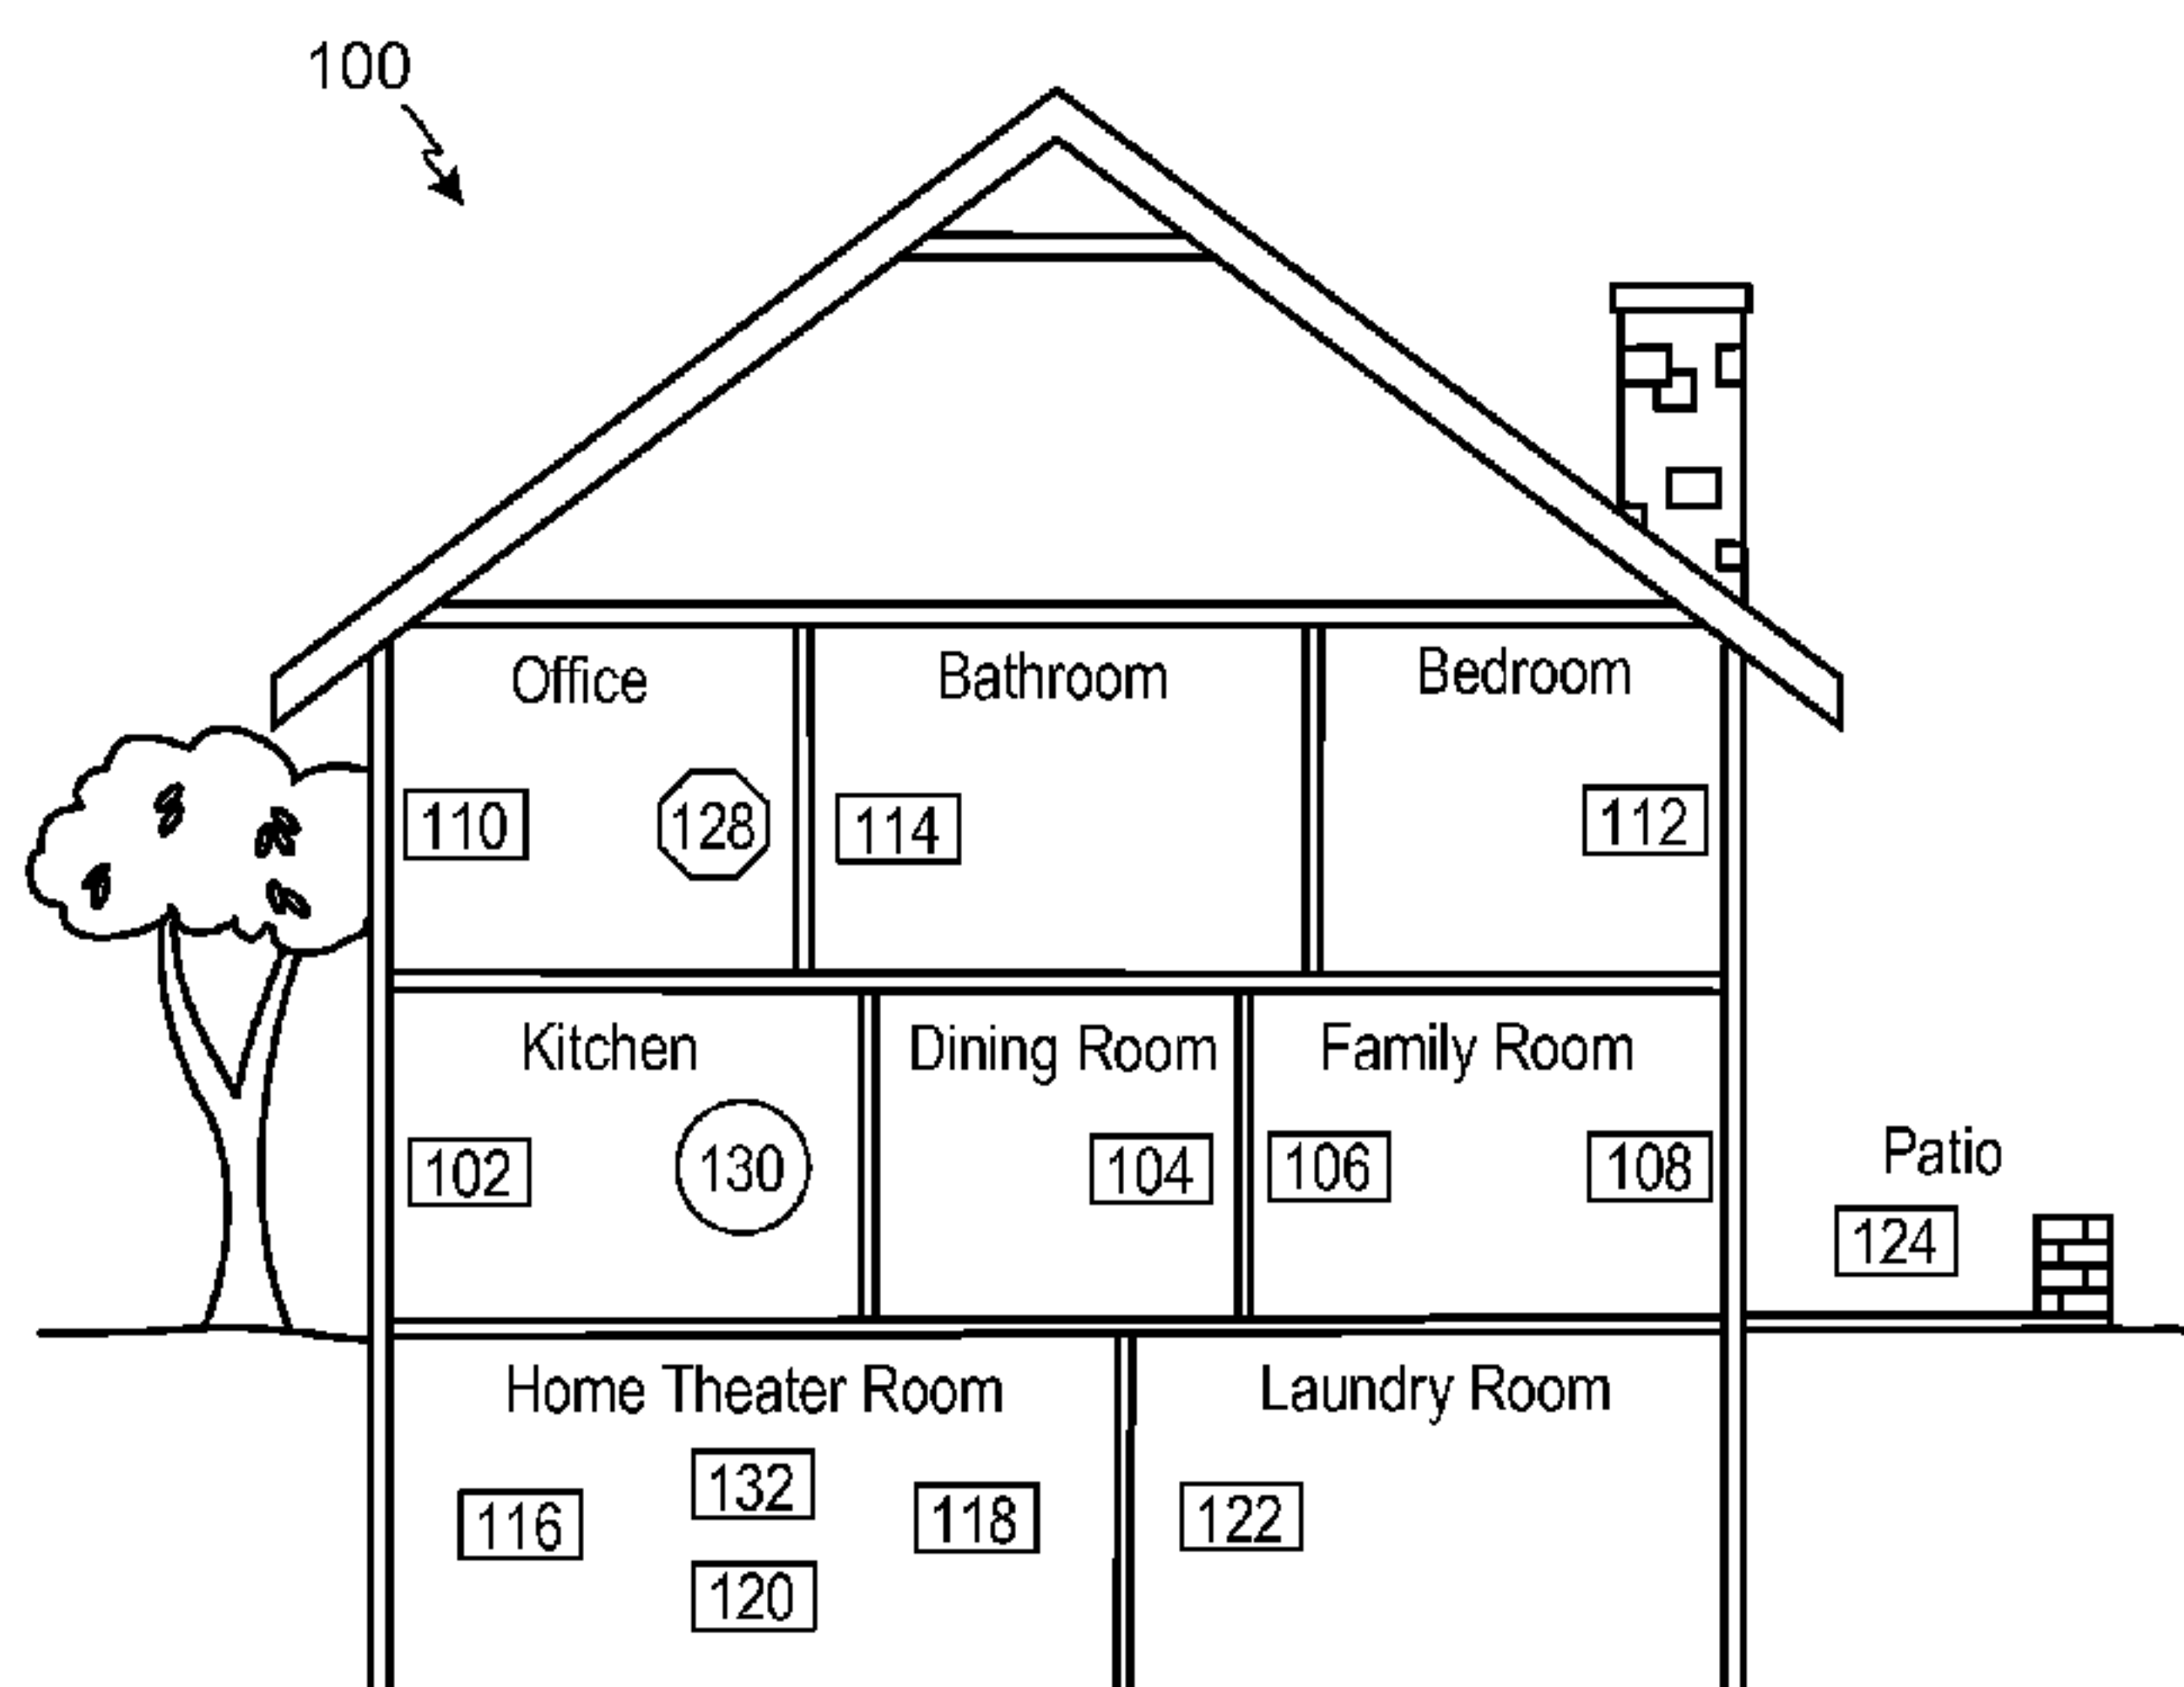 100
Office Bathroom Bedroom
110 128 114 112
Kitchen Dining Room Family Room
102 130 104 106 108
Patio
124
Home Theater Room Laundry Room
116 132 118 122
120